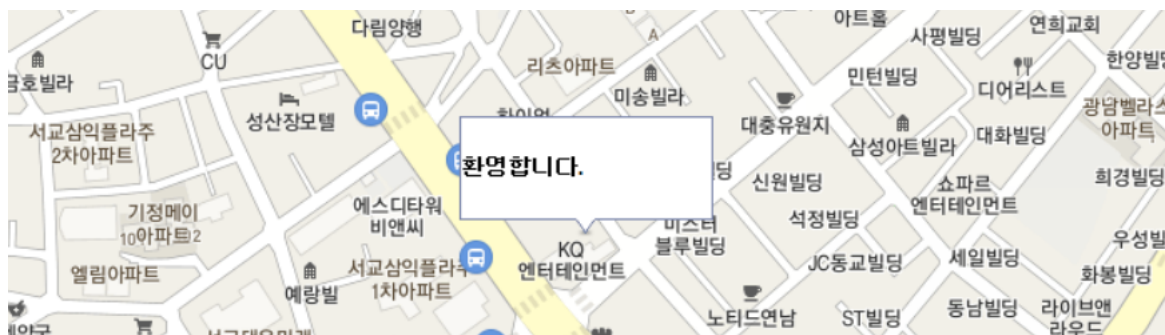 다림양행
아트홀
사평빌딩
연희교회
CU
금호빌라
리츠아파트
미송빌라
민턴빌딩
디어리스트
한양빌딩
성산장모텔
서교삼익플라주
2차아파트
대충유원지
삼성아트빌라
대화빌딩
광남벨라스
아파트
환영합니다.
신원빌딩
쇼파르
엔터테인먼트
희경빌딩
기정메이
10아파트2
에스디타워
비앤씨
KQ
엔터테인먼트
미스터
블루빌딩
석정빌딩
JC동교빌딩
세일빌딩
엘림아파트
예랑빌
서교삼익플라주
1차아파트
화봉빌딩
노티드연남
ST빌딩
동남빌딩
라이브앤
라우드